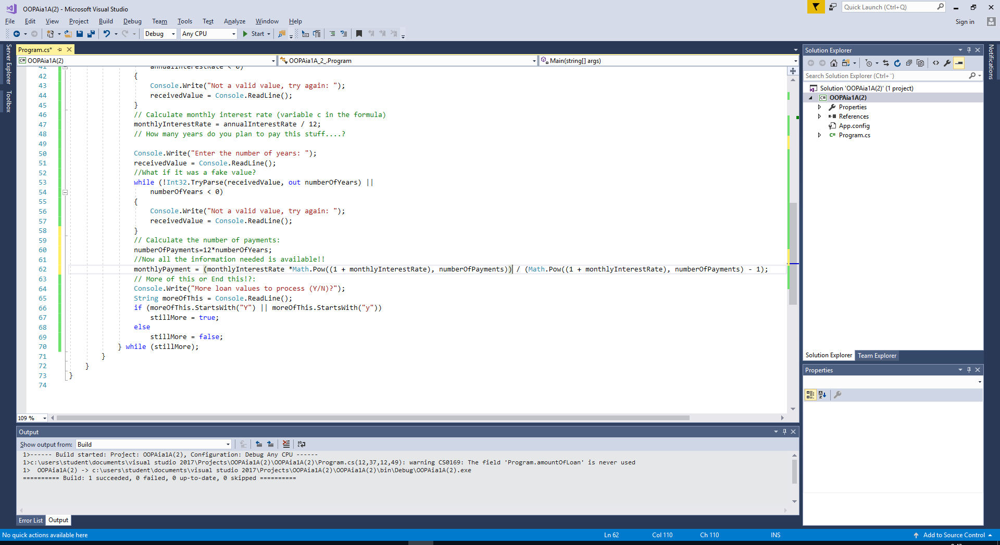 OOPAia1A(2) - Microsoft Visual Studio
Quick Launch (Ctrl+Q)
File Edit View Project Build Debug Team Tools Test Analyze Window Help
Sign in
Debug Any CPU Start
Server Explorer
Toolbox
Notifications
Program.cs*
OOPAia1A(2) OOPAia1A_2_.Program Main(string[] args)
41 annualInterestRate < 0)
42 {
43 Console.Write("Not a valid value, try again: ");
44 receivedValue = Console.ReadLine();
45 }
46 // Calculate monthly interest rate (variable c in the formula)
47 monthlyInterestRate = annualInterestRate / 12;
48 // How many years do you plan to pay this stuff....?
49
50 Console.Write("Enter the number of years: ");
51 receivedValue = Console.ReadLine();
52 //What if it was a fake value?
53 while (!Int32.TryParse(receivedValue, out numberOfYears) ||
54 numberOfYears < 0)
55 {
56 Console.Write("Not a valid value, try again: ");
57 receivedValue = Console.ReadLine();
58 }
59 // Calculate the number of payments:
60 numberOfPayments=12*numberOfYears;
61 //Now all the information needed is available!!
62 monthlyPayment = (monthlyInterestRate *Math.Pow((1 + monthlyInterestRate), numberOfPayments)) / (Math.Pow((1 + monthlyInterestRate), numberOfPayments) - 1);
63 // More of this or End this!?:
64 Console.Write("More loan values to process (Y/N)?");
65 String moreOfThis = Console.ReadLine();
66 if (moreOfThis.StartsWith("Y") || moreOfThis.StartsWith("y"))
67 stillMore = true;
68 else
69 stillMore = false;
70 } while (stillMore);
71 }
72 }
73 }
74
109 %
Solution Explorer
Search Solution Explorer (Ctrl+¨)
Solution 'OOPAia1A(2)' (1 project)
C# OOPAia1A(2)
Properties
References
App.config
C# Program.cs
Solution Explorer Team Explorer
Properties
Output
Show output from: Build
1>------ Build started: Project: OOPAia1A(2), Configuration: Debug Any CPU ------
1>c:\users\student\documents\visual studio 2017\Projects\OOPAia1A(2)\OOPAia1A(2)\Program.cs(12,37,12,49): warning CS0169: The field 'Program.amountOfLoan' is never used
1>  OOPAia1A(2) -> c:\users\student\documents\visual studio 2017\Projects\OOPAia1A(2)\OOPAia1A(2)\bin\Debug\OOPAia1A(2).exe
========== Build: 1 succeeded, 0 failed, 0 up-to-date, 0 skipped ==========
Error List Output
No quick actions available here Ln 62 Col 110 Ch 110 INS Add to Source Control